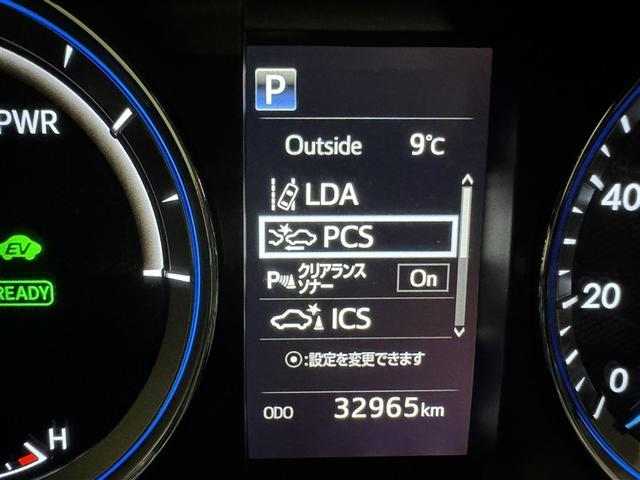 PWR
EV
READY
H
P
Outside 9℃
LDA
PCS
P クリアランス
ソナー On
ICS
⦿:設定を変更できます
ODO 32965km
40
20
0